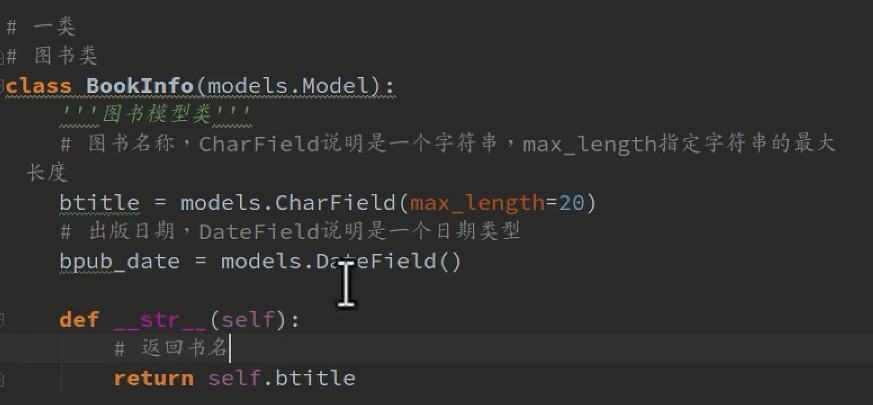 # 一类
# 图书类
class BookInfo(models.Model):
'''图书模型类'''
# 图书名称，CharField说明是一个字符串，max_length指定字符串的最大
长度
btitle = models.CharField(max_length=20)
# 出版日期，DateField说明是一个日期类型
bpub_date = models.DateField()
def __str__(self):
# 返回书名
return self.btitle